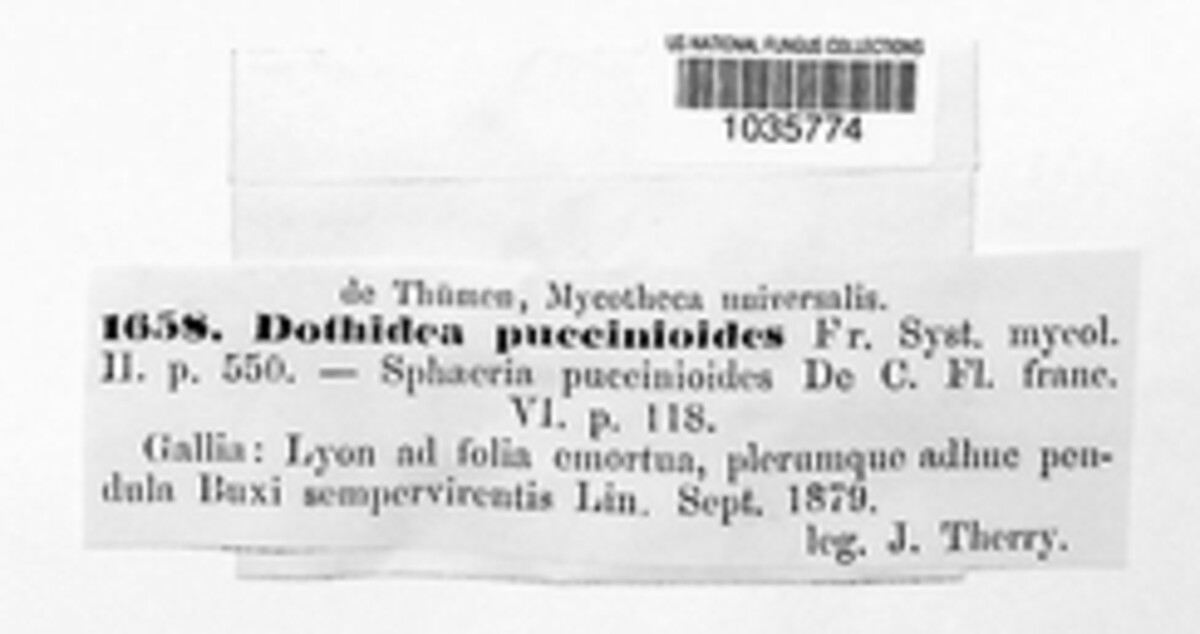 US NATIONAL FUNGUS COLLECTIONS
1035774
de Thümen, Mycotheca universalis.
1658. Dothidea puccinioides Fr. Syst. mycol.
II. p. 550. — Sphaeria puccinioides De C. Fl. franc.
VI. p. 118.
Gallia: Lyon ad folia emortua, plerumque adhuc pen-
dula Buxi sempervirentis Lin. Sept. 1879.
leg. J. Therry.